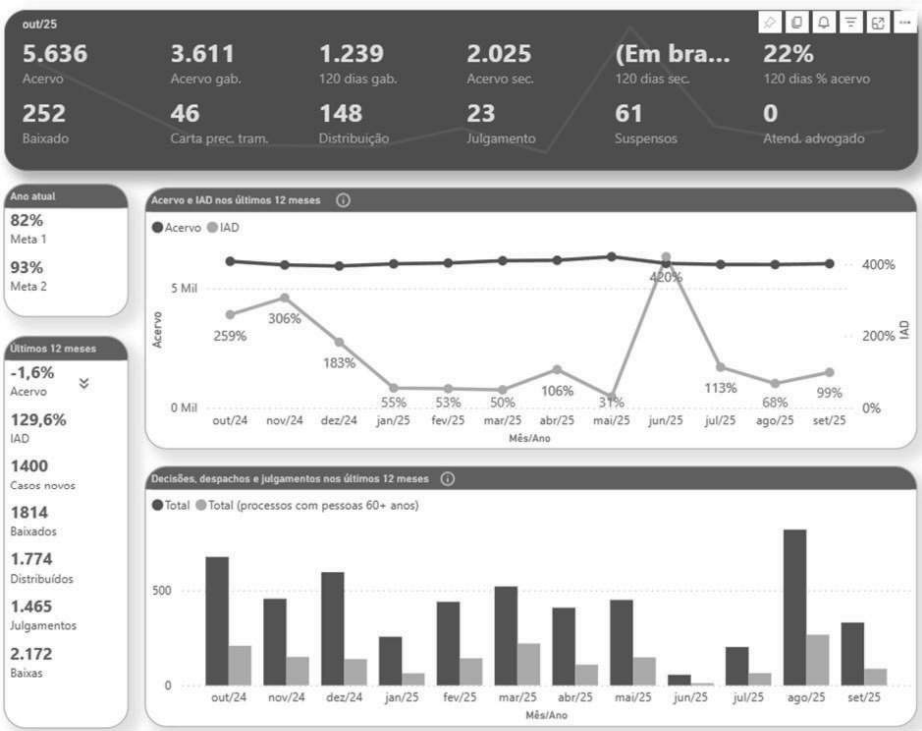 out/25
5.636 3.611 1.239 2.025 (Em bra... 22%
Acervo Acervo gab. 120 dias gab. Acervo sec. 120 dias sec. 120 dias % acervo
252 46 148 23 61 0
Baixado Carta prec. tram. Distribuição Julgamento Suspensos Atend. advogado
Ano atual
82%
Meta 1
93%
Meta 2
Últimos 12 meses
-1,6%
Acervo
129,6%
IAD
1400
Casos novos
1814
Baixados
1.774
Distribuídos
1.465
Julgamentos
2.172
Baixas
Acervo e IAD nos últimos 12 meses
Acervo IAD
400%
420%
5 Mil
306%
259%
200%
183%
106% 113%
99%
55% 53% 50% 31% 68%
0 Mil 0%
Acervo
IAD
out/24 nov/24 dez/24 jan/25 fev/25 mar/25 abr/25 mai/25 jun/25 jul/25 ago/25 set/25
Mês/Ano
Decisões, despachos e julgamentos nos últimos 12 meses
Total Total (processos com pessoas 60+ anos)
500
0
out/24 nov/24 dez/24 jan/25 fev/25 mar/25 abr/25 mai/25 jun/25 jul/25 ago/25 set/25
Mês/Ano